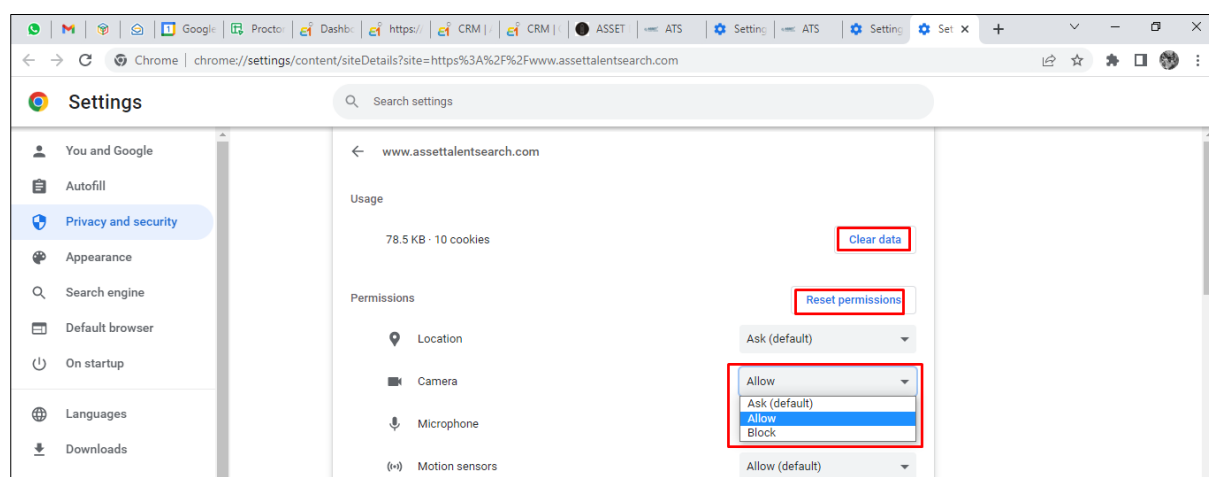 Google
Proctor
Dashbo
https://
CRM | /
CRM | (
ASSET
ATS
Setting
ATS
Setting
Set
Chrome | chrome://settings/content/siteDetails?site=https%3A%2F%2Fwww.assettalentsearch.com
Settings
Search settings
You and Google
www.assettalentsearch.com
Autofill
Usage
Privacy and security
78.5 KB · 10 cookies
Clear data
Appearance
Search engine
Permissions
Reset permissions
Default browser
Location
Ask (default)
On startup
Camera
Allow
Ask (default)
Allow
Block
Languages
Microphone
Downloads
Motion sensors
Allow (default)